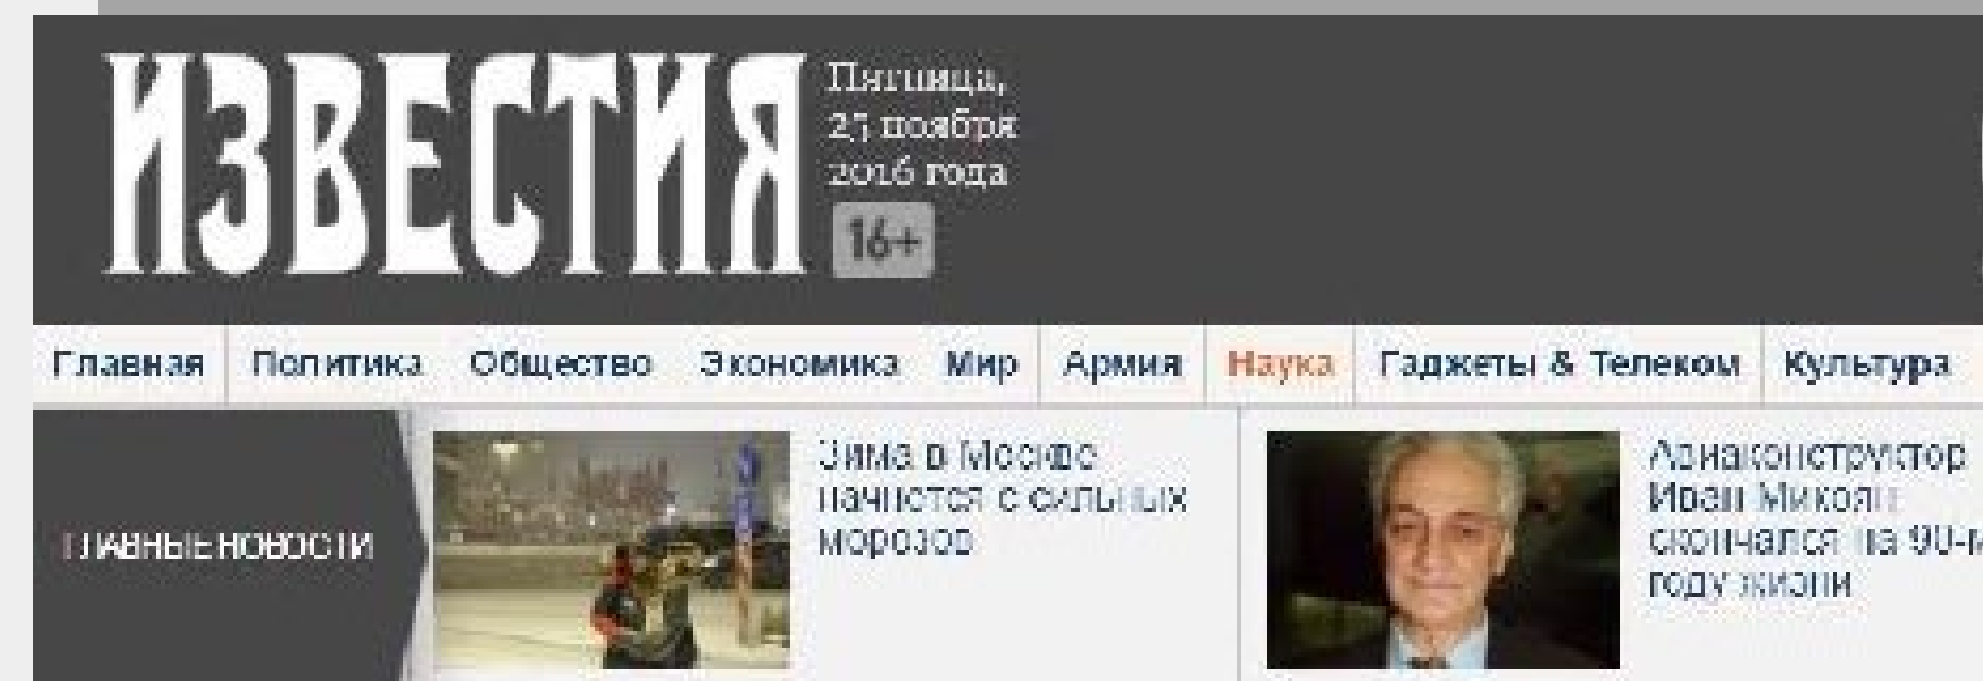 ИЗВЕСТИЯ
Пятница,
25 ноября
2016 года
16+
Главная Политика Общество Экономика Мир Армия Наука Гаджеты & Телеком Культура
ГЛАВНЫЕ НОВОСТИ
Зима в Москве
начнется с сильных
морозов
Авиаконструктор
Иван Микоян
скончался на 90-м
году жизни